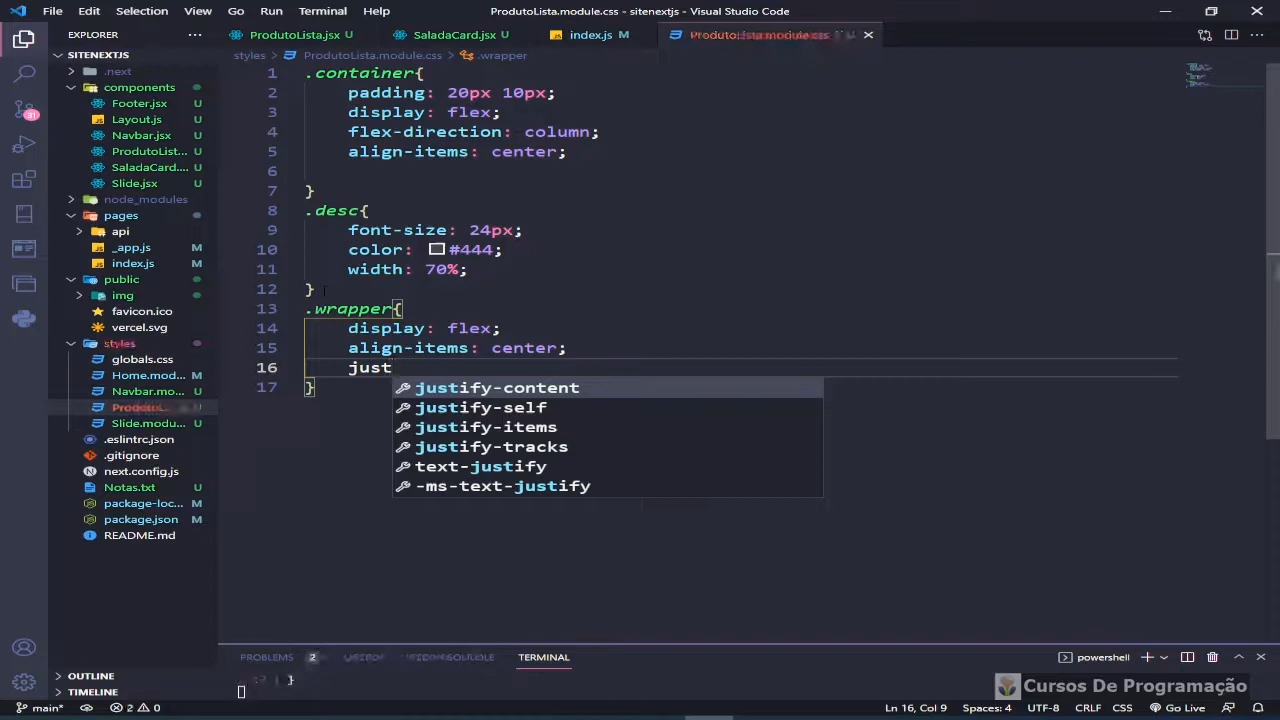 File Edit Selection View Go Run Terminal Help
ProdutoLista.module.css - sitenextjs - Visual Studio Code
EXPLORER
SITENEXTJS
.next
components
Footer.jsx U
Layout.js U
Navbar.jsx U
ProdutoList... U
SaladaCard.... U
Slide.jsx U
node_modules
pages
api
_app.js M
index.js M
public
img
favicon.ico
vercel.svg
styles
globals.css
Home.mod... M
Navbar.mo... U
ProdutoL...
Slide.modu... U
.eslintrc.json
.gitignore
next.config.js
Notas.txt U
package-loc... M
package.json M
README.md
OUTLINE
TIMELINE
31
ProdutoLista.jsx U
SaladaCard.jsx U
index.js M
ProdutoLista.module.css U
styles > ProdutoLista.module.css > .wrapper
1 .container{
2 padding: 20px 10px;
3 display: flex;
4 flex-direction: column;
5 align-items: center;
6
7 }
8 .desc{
9 font-size: 24px;
10 color: #444;
11 width: 70%;
12 }
13 .wrapper{
14 display: flex;
15 align-items: center;
16 just
17 }
justify-content
justify-self
justify-items
justify-tracks
text-justify
-ms-text-justify
PROBLEMS 2
TERMINAL
powershell
Cursos De Programação
main* 2 0
Ln 16, Col 9 Spaces: 4 UTF-8 CRLF CSS Go Live